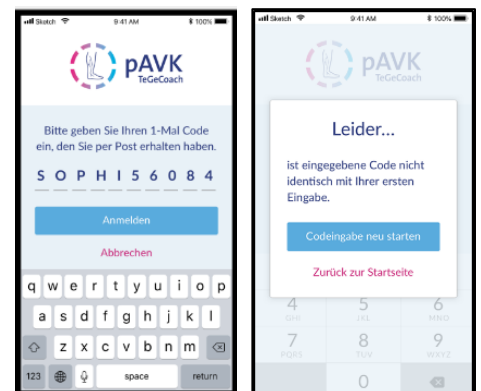 Sketch 9:41 AM 100%
pAVK
TeGeCoach
Bitte geben Sie Ihren 1-Mal Code
ein, den Sie per Post erhalten haben.
S O P H I 5 6 0 8 4
Anmelden
Abbrechen
q w e r t y u i o p
a s d f g h j k l
z x c v b n m
123 space return
Sketch 9:41 AM 100%
pAVK
TeGeCoach
Leider...
ist eingegebene Code nicht
identisch mit Ihrer ersten
Eingabe.
Codeingabe neu starten
Zurück zur Startseite
4 5 6
GHI JKL MNO
7 8 9
PQRS TUV WXYZ
0